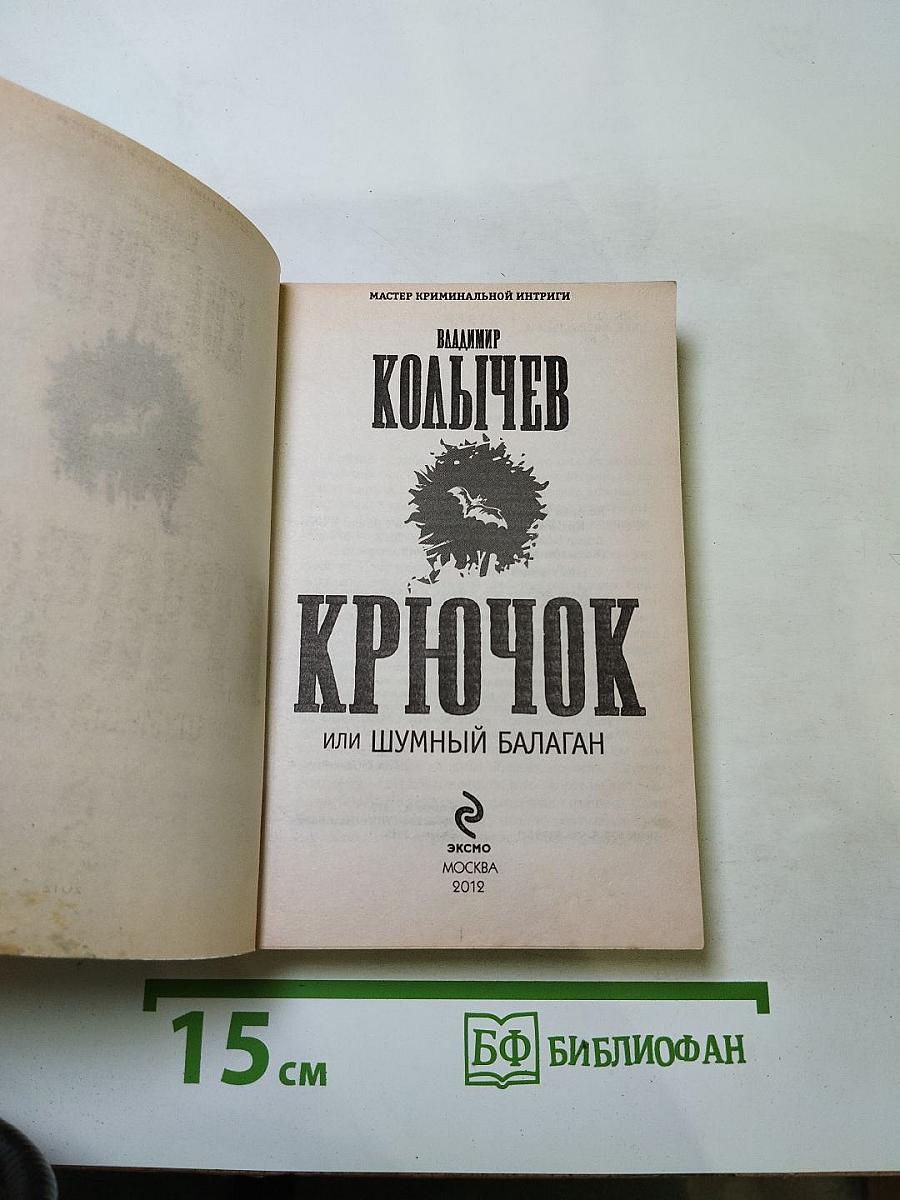 МАСТЕР КРИМИНАЛЬНОЙ ИНТРИГИ
ВЛАДИМИР
КОЛЫЧЕВ
КРЮЧОК
ИЛИ ШУМНЫЙ БАЛАГАН
ЭКСМО
МОСКВА
2012
15 см
БФ БИБЛИОФАН